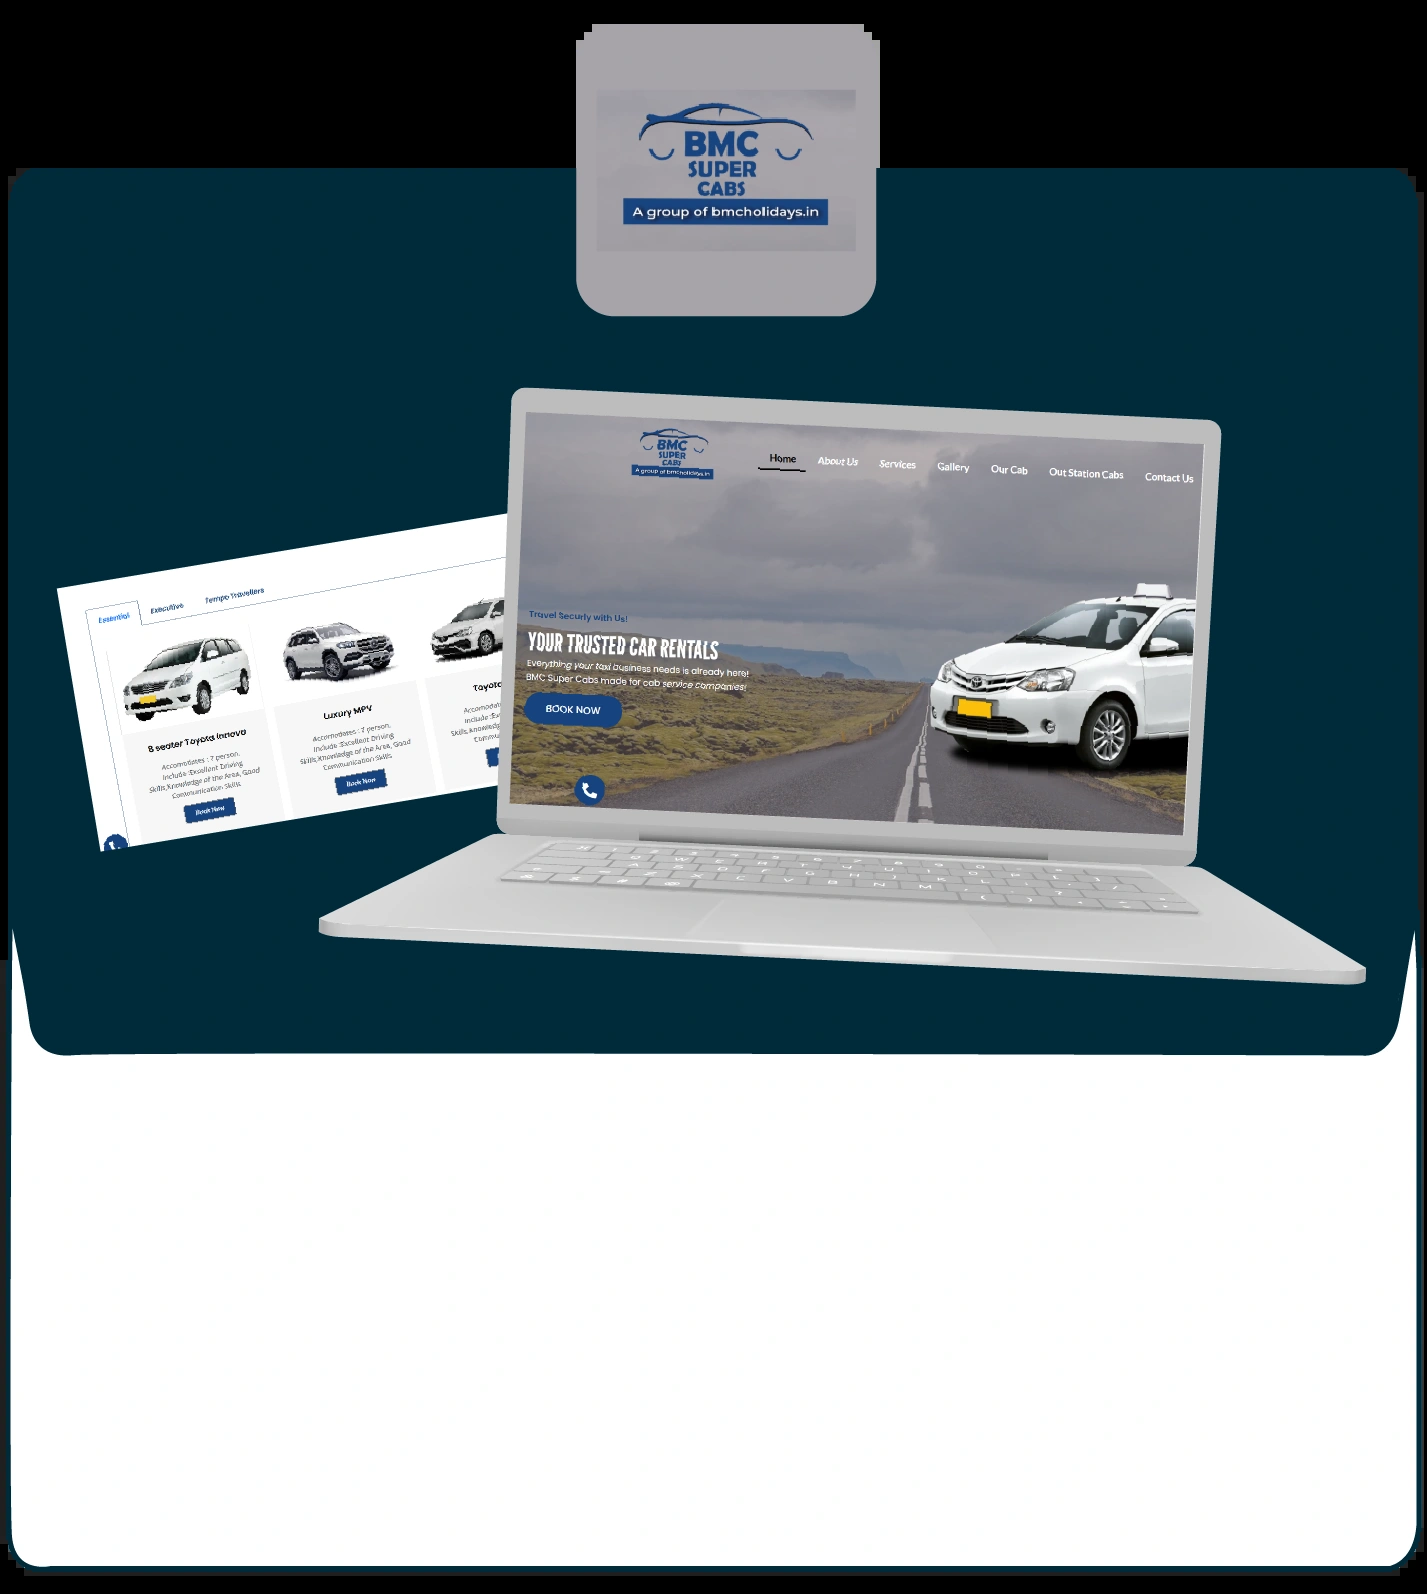 BMC
SUPER
CABS
A group of bmcholidays.in
BMC
SUPER
CABS
A group of bmcholidays.in
Home
About Us
Services
Gallery
Our Cab
Out Station Cabs
Contact Us
Travel Securly with Us!
YOUR TRUSTED CAR RENTALS
Everything your taxi business needs is already here!
BMC Super Cabs made for cab service companies!
BOOK NOW
Essential
Executive
Tempo Travellers
8 seater Toyota Innova
Accomodates : 7 person,
Include :Excellent Driving
Skills,Knowledge of the Area, Good
Communication Skills
Book Now
Luxury MPV
Accomodates : 7 person,
Include :Excellent Driving
Skills,Knowledge of the Area, Good
Communication Skills
Book Now
Toyota